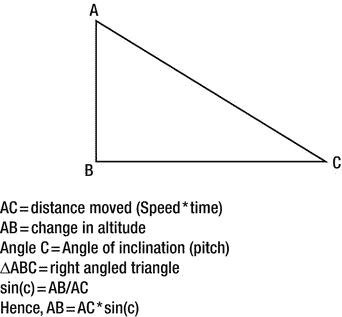 A
B
C
AC=distance moved (Speed*time)
AB=change in altitude
Angle C=Angle of inclination (pitch)
ΔABC=right angled triangle
sin(c)=AB/AC
Hence, AB=AC*sin(c)